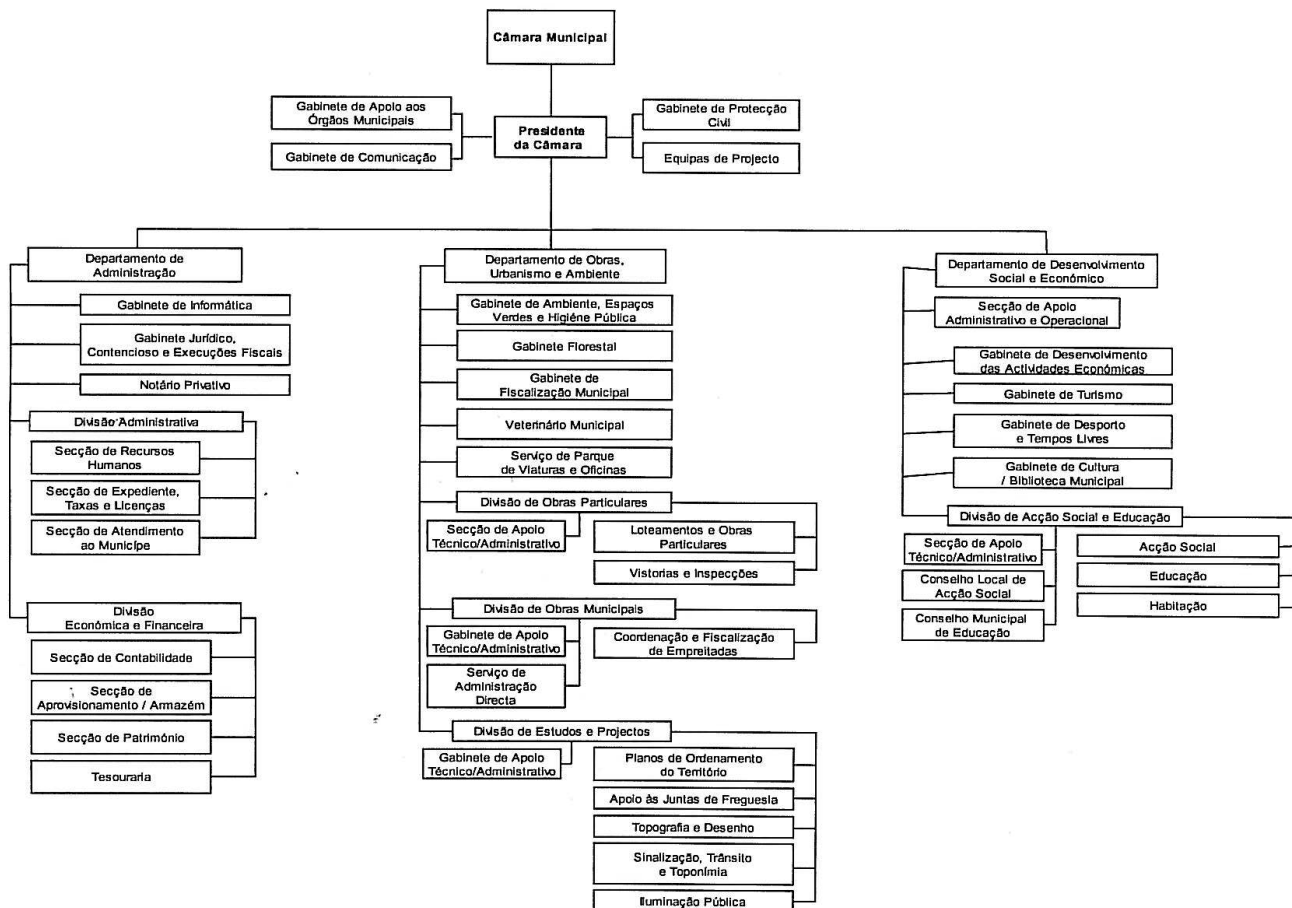 Câmara Municipal
Gabinete de Apoio aos
Órgãos Municipais
Gabinete de Comunicação
Presidente
da Câmara
Gabinete de Protecção
Civil
Equipas de Projecto
Departamento de
Administração
Gabinete de Informática
Gabinete Jurídico,
Contencioso e Execuções Fiscais
Notário Privativo
Divisão Administrativa
Secção de Recursos
Humanos
Secção de Expediente,
Taxas e Licenças
Secção de Atendimento
ao Municípe
Divisão
Económica e Financeira
Secção de Contabilidade
Secção de
Aprovisionamento / Armazém
Secção de Património
Tesouraria
Departamento de Obras,
Urbanismo e Ambiente
Gabinete de Ambiente, Espaços
Verdes e Higiéne Pública
Gabinete Florestal
Gabinete de
Fiscalização Municipal
Veterinário Municipal
Serviço de Parque
de Viaturas e Oficinas
Divisão de Obras Particulares
Secção de Apoio
Técnico/Administrativo
Loteamentos e Obras
Particulares
Vistorias e Inspecções
Divisão de Obras Municipais
Gabinete de Apoio
Técnico/Administrativo
Serviço de
Administração
Directa
Coordenação e Fiscalização
de Empreitadas
Divisão de Estudos e Projectos
Gabinete de Apoio
Técnico/Administrativo
Planos de Ordenamento
do Território
Apoio às Juntas de Freguesia
Topografia e Desenho
Sinalização, Trânsito
e Toponímia
Iluminação Pública
Departamento de Desenvolvimento
Social e Económico
Secção de Apoio
Administrativo e Operacional
Gabinete de Desenvolvimento
das Actividades Económicas
Gabinete de Turismo
Gabinete de Desporto
e Tempos Livres
Gabinete de Cultura
/ Biblioteca Municipal
Divisão de Acção Social e Educação
Secção de Apoio
Técnico/Administrativo
Conselho Local de
Acção Social
Conselho Municipal
de Educação
Acção Social
Educação
Habitação